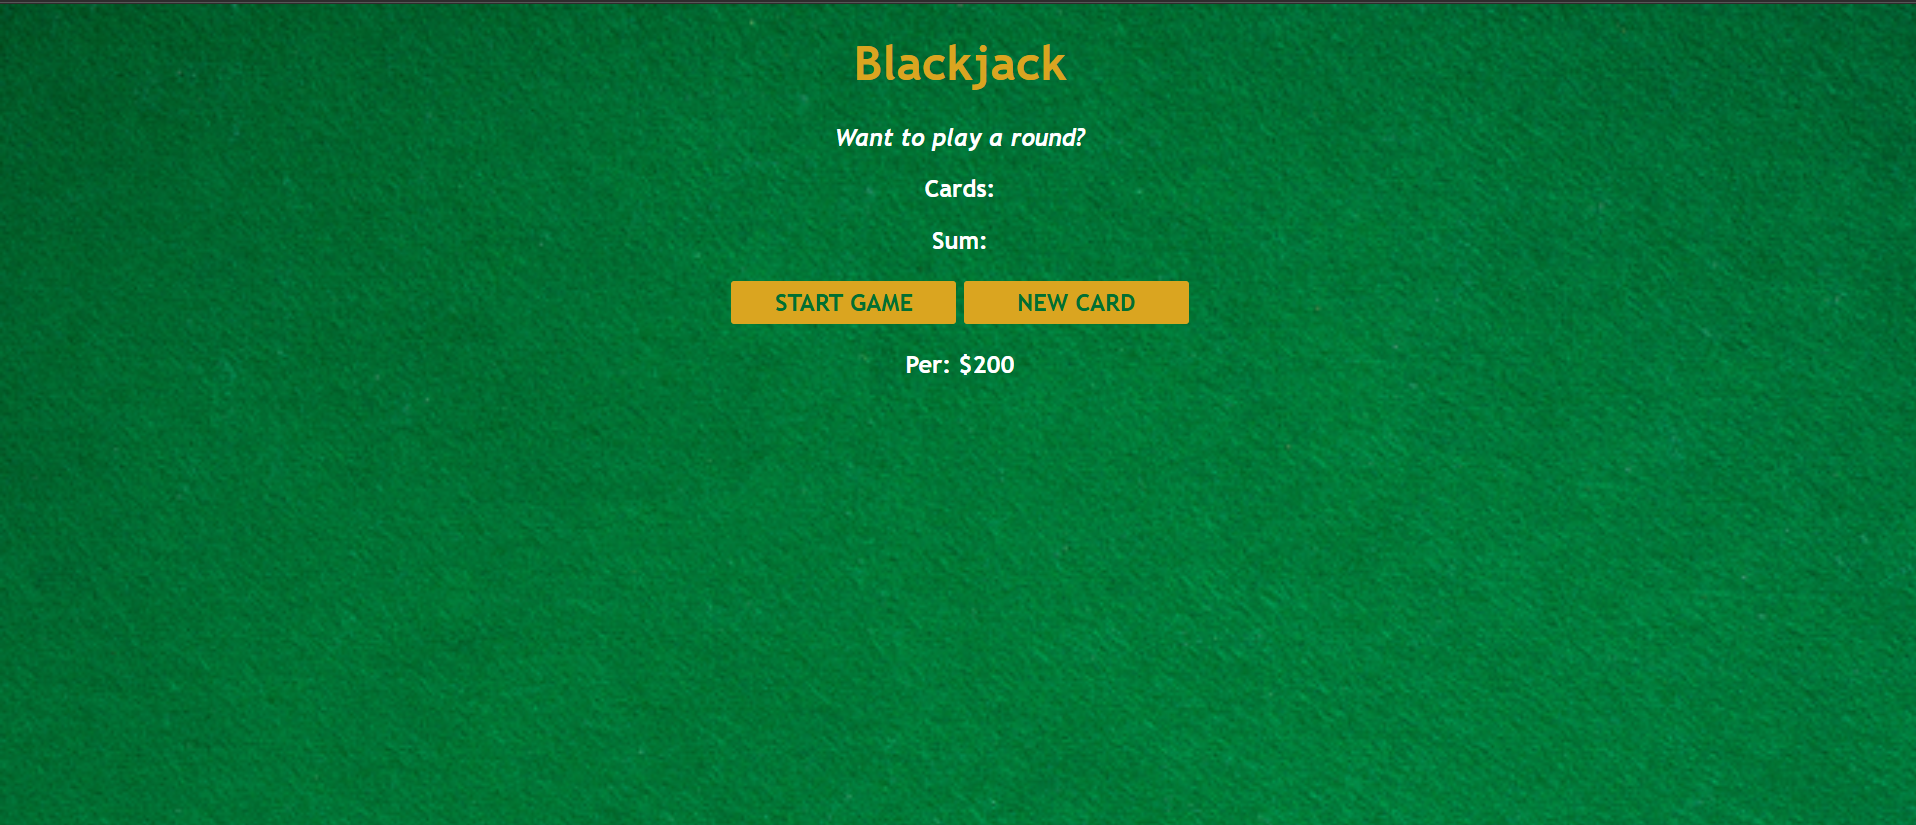 Blackjack
Want to play a round?
Cards:
Sum:
START GAME NEW CARD
Per: $200